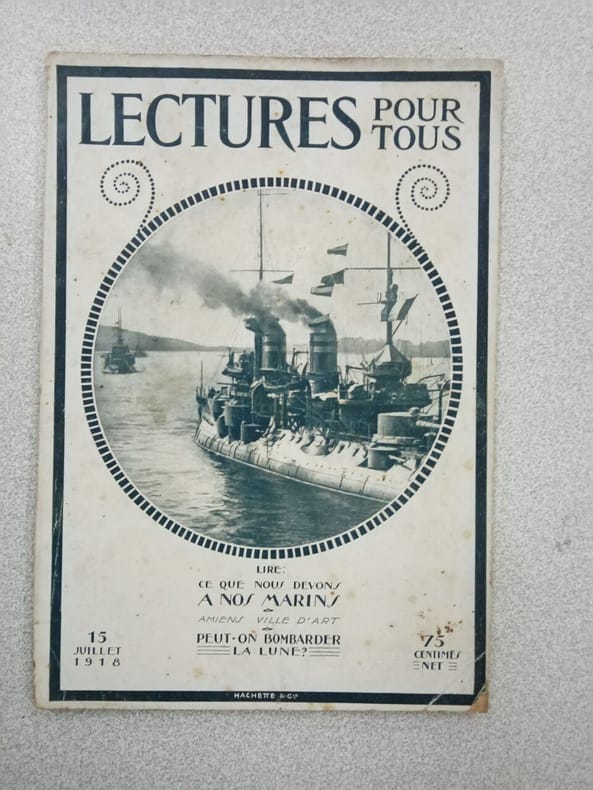 LECTURES POUR TOUS
LIRE:
CE QUE NOUS DEVONS
A NOS MARINS
AMIENS VILLE D'ART
PEUT-ON BOMBARDER
LA LUNE?
15
JUILLET
1918
75
CENTIMES
NET
HACHETTE & Cie